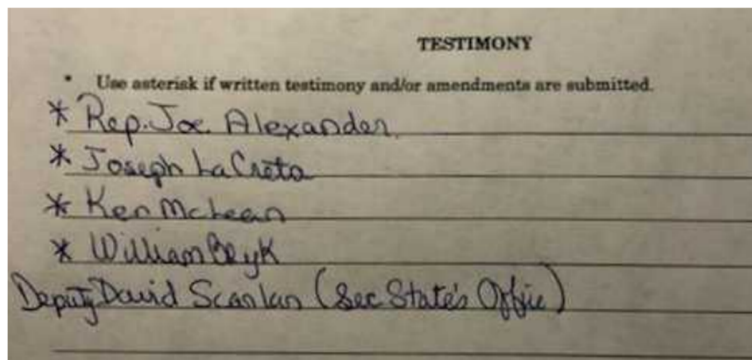 TESTIMONY
* Use asterisk if written testimony and/or amendments are submitted.
* Rep. Joe Alexander
* Joseph LaCreta
* Ken McLean
* William Bryk
Deputy David Scanlan (Sec State's Office)